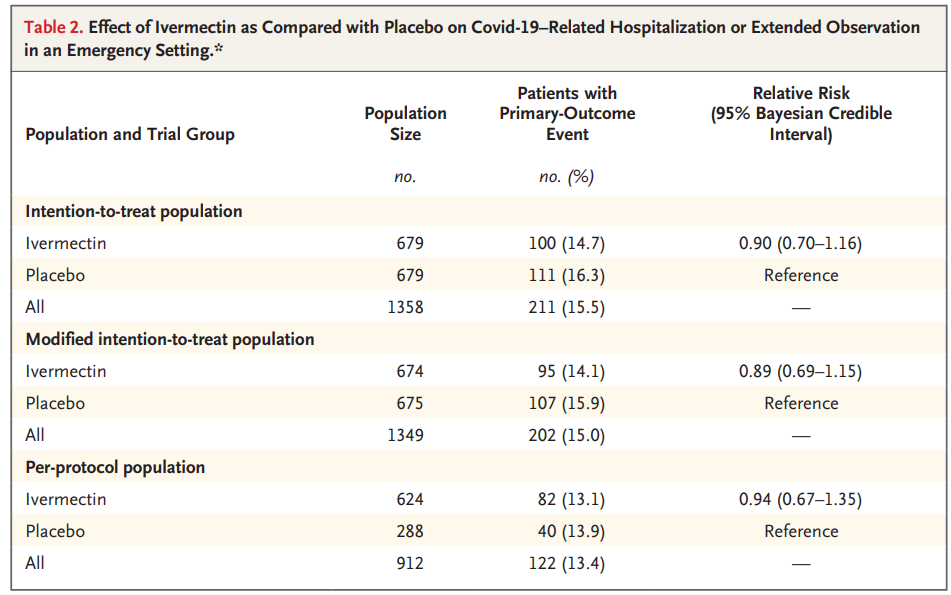 Table 2. Effect of Ivermectin as Compared with Placebo on Covid-19–Related Hospitalization or Extended Observation
in an Emergency Setting.*
Population and Trial Group Population Size Patients with Primary-Outcome Event Relative Risk (95% Bayesian Credible Interval)
no. no. (%)
Intention-to-treat population
Ivermectin 679 100 (14.7) 0.90 (0.70–1.16)
Placebo 679 111 (16.3) Reference
All 1358 211 (15.5) —
Modified intention-to-treat population
Ivermectin 674 95 (14.1) 0.89 (0.69–1.15)
Placebo 675 107 (15.9) Reference
All 1349 202 (15.0) —
Per-protocol population
Ivermectin 624 82 (13.1) 0.94 (0.67–1.35)
Placebo 288 40 (13.9) Reference
All 912 122 (13.4) —